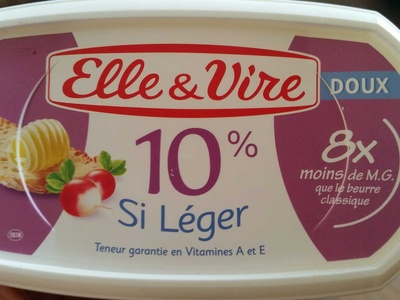 Elle & Vire
DOUX
10%
Si Léger
8x
moins de M.G.
que le beurre
classique
Teneur garantie en Vitamines A et E